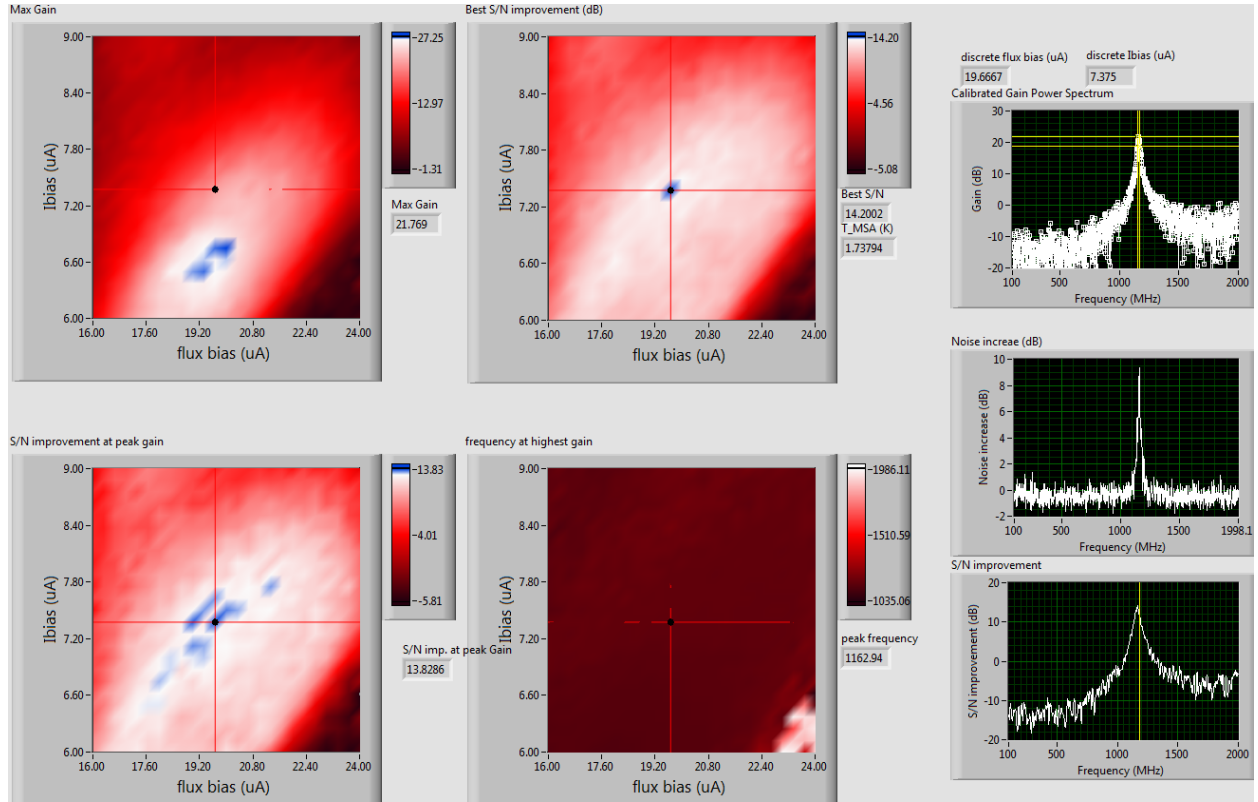 Max Gain
9.00
8.40
7.80
7.20
6.60
6.00
Ibias (uA)
16.00 17.60 19.20 20.80 22.40 24.00
flux bias (uA)
27.25
12.97
-1.31
Max Gain
21.769
Best S/N improvement (dB)
9.00
8.40
7.80
7.20
6.60
6.00
Ibias (uA)
16.00 17.60 19.20 20.80 22.40 24.00
flux bias (uA)
14.20
4.56
-5.08
Best S/N
14.2002
T_MSA (K)
1.73794
discrete flux bias (uA) discrete Ibias (uA)
19.6667 7.375
Calibrated Gain Power Spectrum
30
20
10
0
-10
-20
Gain (dB)
100 500 1000 1500 2000
Frequency (MHz)
Noise increae (dB)
10
8
6
4
2
0
-2
Noise increase (dB)
100 500 1000 1500 1998.1
Frequency (MHz)
S/N improvement at peak gain
9.00
8.40
7.80
7.20
6.60
6.00
Ibias (uA)
16.00 17.60 19.20 20.80 22.40 24.00
flux bias (uA)
13.83
4.01
-5.81
S/N imp. at peak Gain
13.8286
frequency at highest gain
9.00
8.40
7.80
7.20
6.60
6.00
Ibias (uA)
16.00 17.60 19.20 20.80 22.40 24.00
flux bias (uA)
1986.11
1510.59
1035.06
peak frequency
1162.94
S/N improvement
20
10
0
-10
-20
S/N improvement (dB)
100 500 1000 1500 2000
Frequency (MHz)